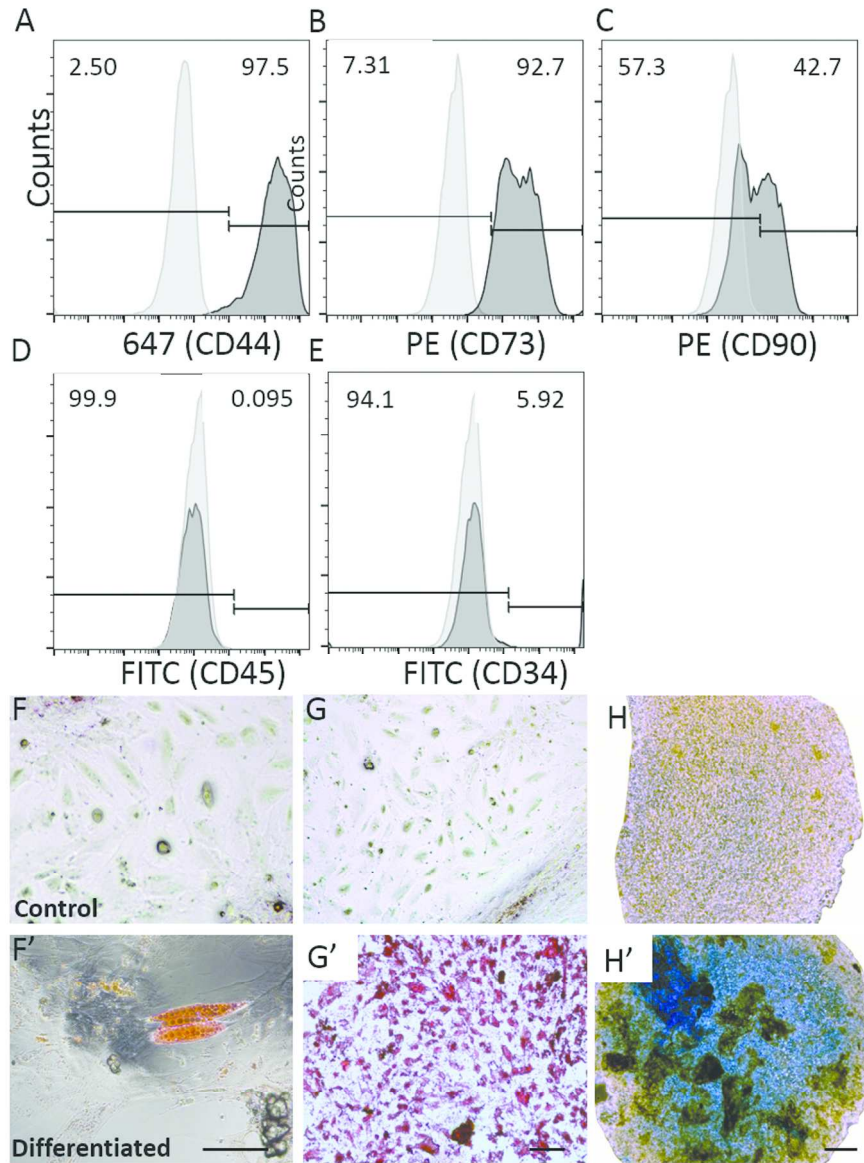 A
B
C
2.50 97.5
7.31 92.7
57.3 42.7
Counts
Counts
647 (CD44)
PE (CD73)
PE (CD90)
D
E
99.9 0.095
94.1 5.92
FITC (CD45)
FITC (CD34)
F
G
H
Control
F'
G'
H'
Differentiated